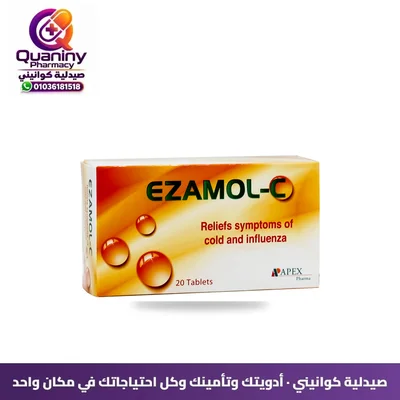 Quaniny
Pharmacy
صيدلية كوانيني
01036181518
EZAMOL-C
EZAMOL-C
Reliefs symptoms of
cold and influenza
20 Tablets
APEX
Pharma
صيدلية كوانيني - أدويتك وتأمينك وكل احتياجاتك في مكان واحد